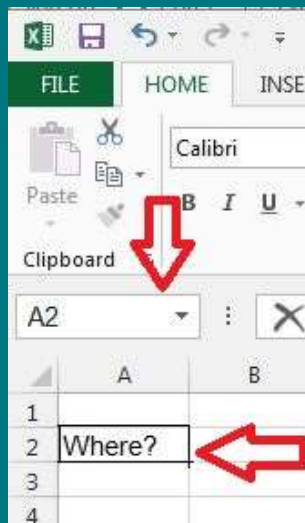 FILE HOME INSE
Calibri
Paste
B I U
Clipboard
A2
A B
1
2 Where?
3
4